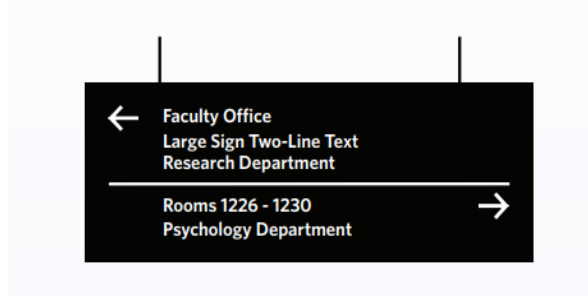 Faculty Office
Large Sign Two-Line Text
Research Department
Rooms 1226 - 1230
Psychology Department